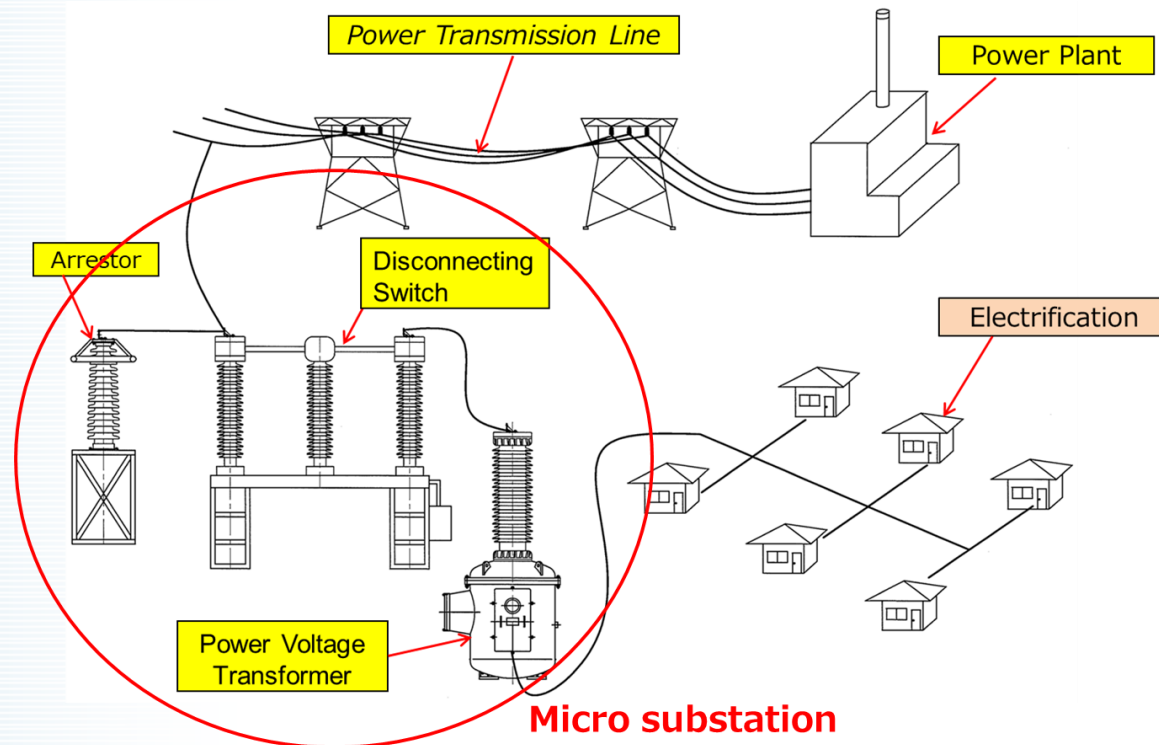 Power Transmission Line
Power Plant
Arrestor
Disconnecting
Switch
Electrification
Power Voltage
Transformer
Micro substation